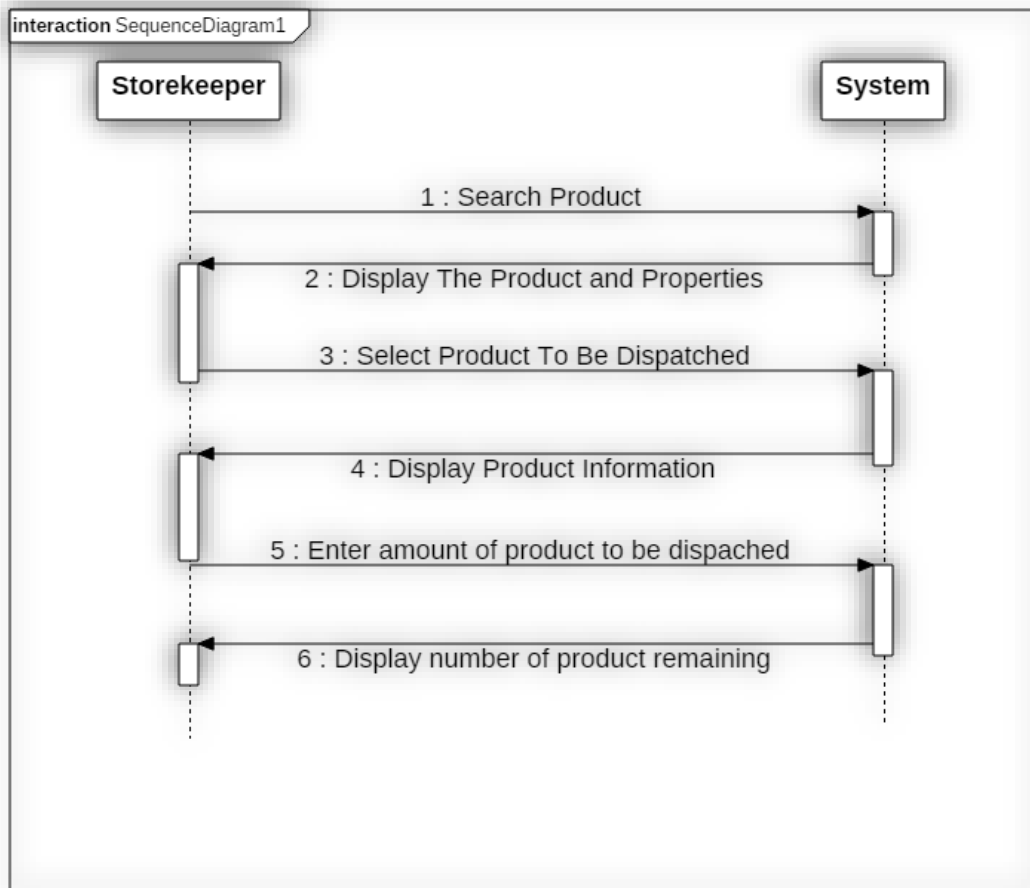 interaction SequenceDiagram1
Storekeeper
System
1 : Search Product
2 : Display The Product and Properties
3 : Select Product To Be Dispatched
4 : Display Product Information
5 : Enter amount of product to be dispached
6 : Display number of product remaining